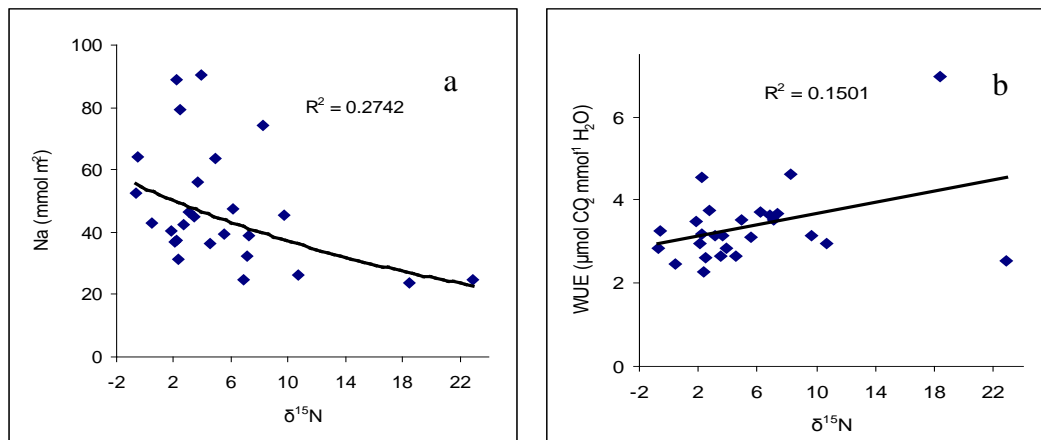 a
R² = 0.2742
Na (mmol m²)
100
80
60
40
20
0
-2 2 6 10 14 18 22
δ¹⁵N
b
R² = 0.1501
WUE (µmol CO₂ mmol¹ H₂O)
6
4
2
0
-2 2 6 10 14 18 22
δ¹⁵N